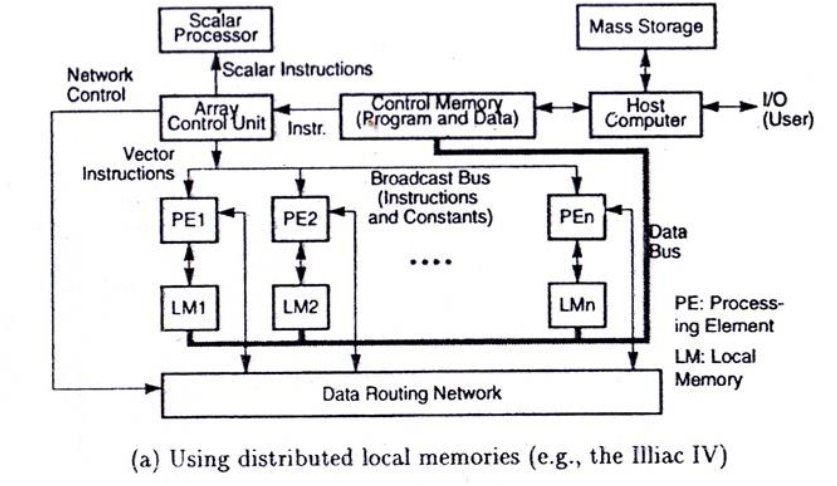 Scalar
Processor
Mass Storage
Network
Control
Scalar Instructions
Array
Control Unit
Instr.
Control Memory
(Program and Data)
Host
Computer
I/O
(User)
Vector
Instructions
Broadcast Bus
(Instructions
and Constants)
PE1
PE2
PEn
Data
Bus
....
LM1
LM2
LMn
PE: Process-
ing Element
LM: Local
Memory
Data Routing Network
(a) Using distributed local memories (e.g., the Illiac IV)